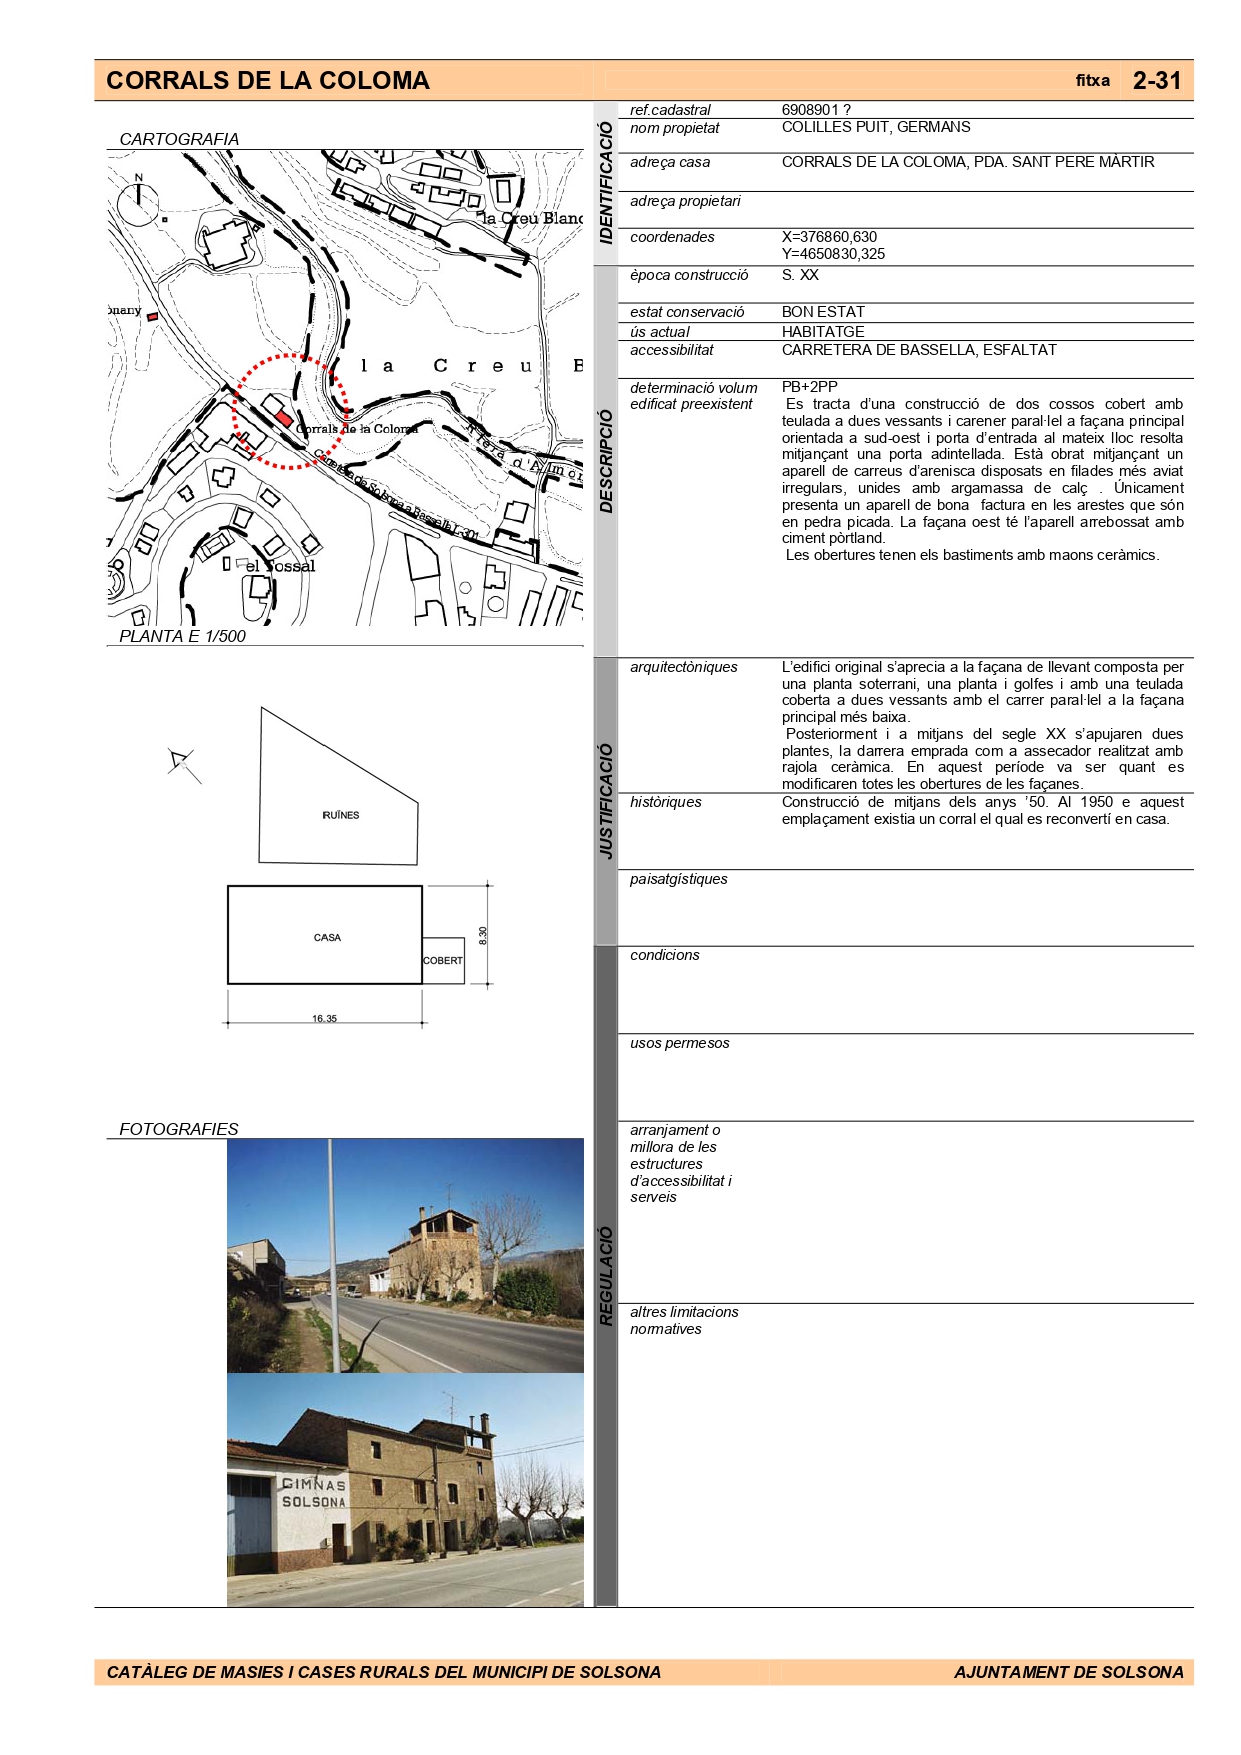 CORRALS DE LA COLOMA
fitxa 2-31
CARTOGRAFIA
N
la Creu Blanc
onany
l a C r e u B
Corrals de la Coloma
Carretera de Solsona a Bassella L-301
el Tossal
PLANTA E 1/500
RUÏNES
CASA
COBERT
8.30
16.35
FOTOGRAFIES
GIMNAS
SOLSONA
IDENTIFICACIÓ
ref.cadastral 6908901 ?
nom propietat COLILLES PUIT, GERMANS
adreça casa CORRALS DE LA COLOMA, PDA. SANT PERE MÀRTIR
adreça propietari
coordenades X=376860,630
Y=4650830,325
DESCRIPCIÓ
època construcció S. XX
estat conservació BON ESTAT
ús actual HABITATGE
accessibilitat CARRETERA DE BASSELLA, ESFALTAT
determinació volum PB+2PP
edificat preexistent Es tracta d’una construcció de dos cossos cobert amb
teulada a dues vessants i carener paral·lel a façana principal
orientada a sud-oest i porta d’entrada al mateix lloc resolta
mitjançant una porta adintellada. Està obrat mitjançant un
aparell de carreus d’arenisca disposats en filades més aviat
irregulars, unides amb argamassa de calç . Únicament
presenta un aparell de bona factura en les arestes que són
en pedra picada. La façana oest té l’aparell arrebossat amb
ciment pòrtland.
Les obertures tenen els bastiments amb maons ceràmics.
JUSTIFICACIÓ
arquitectòniques L’edifici original s’aprecia a la façana de llevant composta per
una planta soterrani, una planta i golfes i amb una teulada
coberta a dues vessants amb el carrer paral·lel a la façana
principal més baixa.
Posteriorment i a mitjans del segle XX s’apujaren dues
plantes, la darrera emprada com a assecador realitzat amb
rajola ceràmica. En aquest període va ser quant es
modificaren totes les obertures de les façanes.
històriques Construcció de mitjans dels anys ’50. Al 1950 e aquest
emplaçament existia un corral el qual es reconvertí en casa.
paisatgístiques
REGULACIÓ
condicions
usos permesos
arranjament o
millora de les
estructures
d’accessibilitat i
serveis
altres limitacions
normatives
CATÀLEG DE MASIES I CASES RURALS DEL MUNICIPI DE SOLSONA
AJUNTAMENT DE SOLSONA